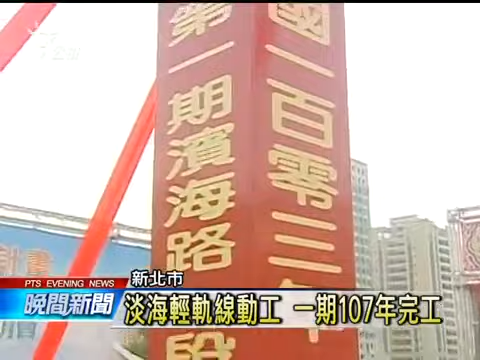 國一百零三年
第一期濱海路段
PTS EVENING NEWS
晚間新聞
新北市
淡海輕軌線動工 一期107年完工